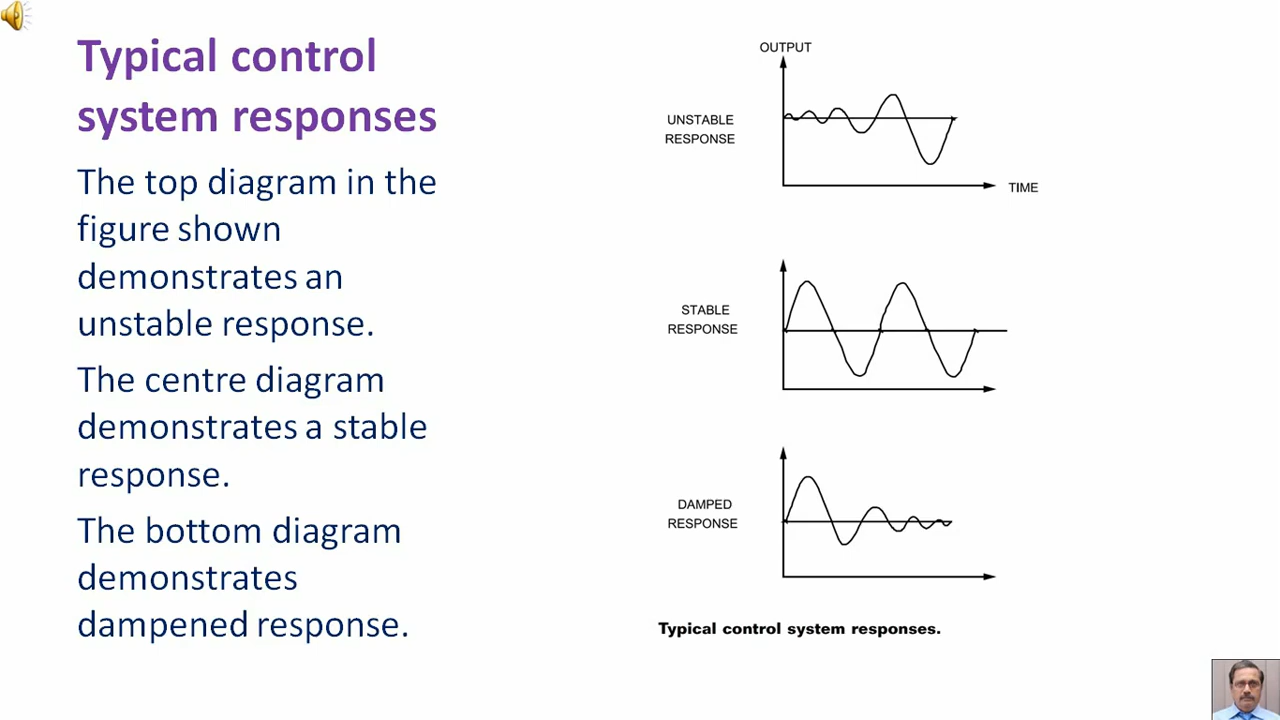 Typical control
system responses
The top diagram in the
figure shown
demonstrates an
unstable response.
The centre diagram
demonstrates a stable
response.
The bottom diagram
demonstrates
dampened response.
OUTPUT
UNSTABLE
RESPONSE
TIME
STABLE
RESPONSE
DAMPED
RESPONSE
Typical control system responses.